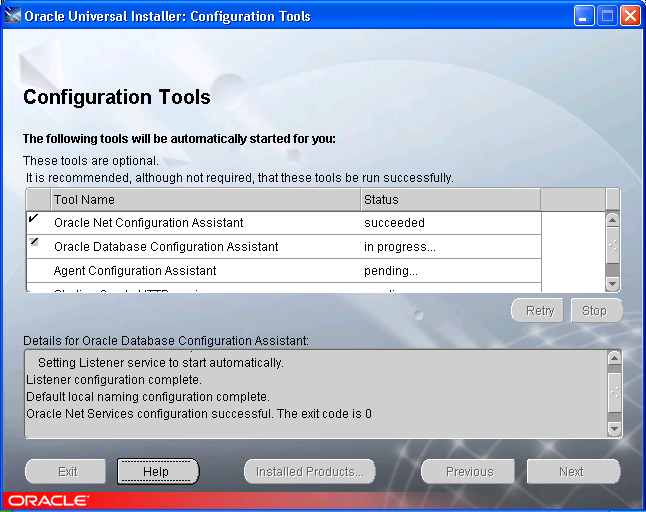 Oracle Universal Installer: Configuration Tools
Configuration Tools
The following tools will be automatically started for you:
These tools are optional.
It is recommended, although not required, that these tools be run successfully.
Tool Name Status
Oracle Net Configuration Assistant succeeded
Oracle Database Configuration Assistant in progress...
Agent Configuration Assistant pending...
Retry Stop
Details for Oracle Database Configuration Assistant:
Setting Listener service to start automatically.
Listener configuration complete.
Default local naming configuration complete.
Oracle Net Services configuration successful. The exit code is 0
Exit Help Installed Products... Previous Next
ORACLE